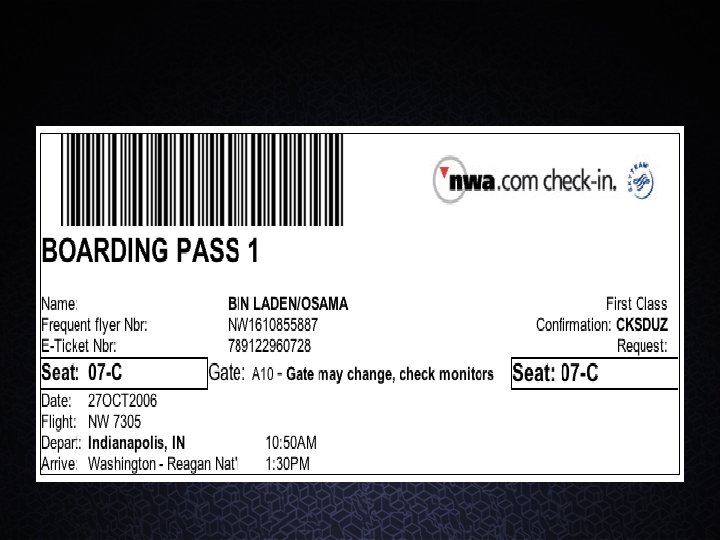 nwa.com check-in. SKYTEAM
BOARDING PASS 1
Name: BIN LADEN/OSAMA First Class
Frequent flyer Nbr: NW1610855887 Confirmation: CKSDUZ
E-Ticket Nbr: 789122960728 Request:
Seat: 07-C Gate: A10 - Gate may change, check monitors Seat: 07-C
Date: 27OCT2006
Flight: NW 7305
Depart: Indianapolis, IN 10:50AM
Arrive: Washington - Reagan Nat' 1:30PM